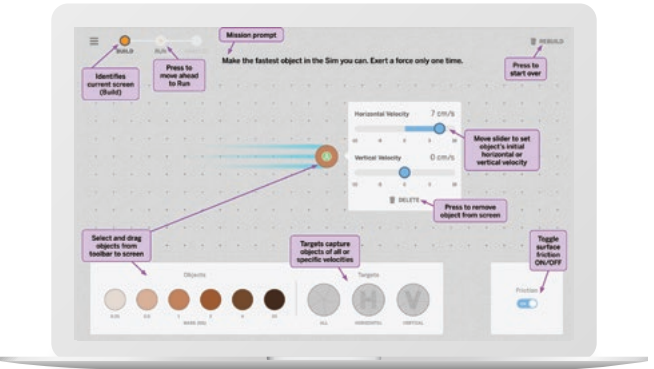 Mission prompt
BUILD
RUN
REBUILD
Make the fastest object in the Sim you can. Exert a force only one time.
Identifies
current screen
(Build)
Press to
move ahead
to Run
Press to
start over
Horizontal Velocity 7 cm/s
Vertical Velocity 0 cm/s
DELETE
Move slider to set
object's initial
horizontal or
vertical velocity
Press to remove
object from screen
Select and drag
objects from
toolbar to screen
Targets capture
objects of all or
specific velocities
Toggle
surface
friction
ON/OFF
Objects
Targets
Friction
MASS (KG)
ALL
HORIZONTAL
VERTICAL
H
V